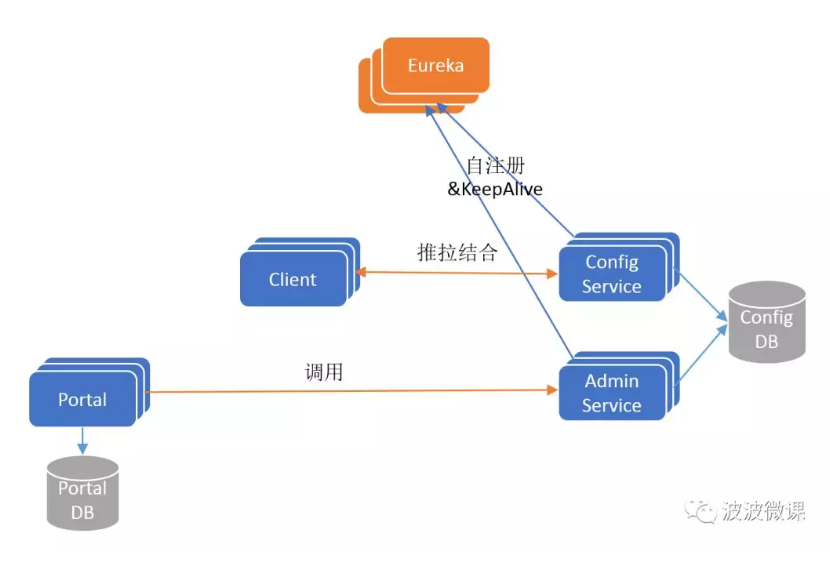 Eureka
自注册
&KeepAlive
推拉结合
Client
Config
Service
Config
DB
调用
Portal
Admin
Service
Portal
DB
波波微课